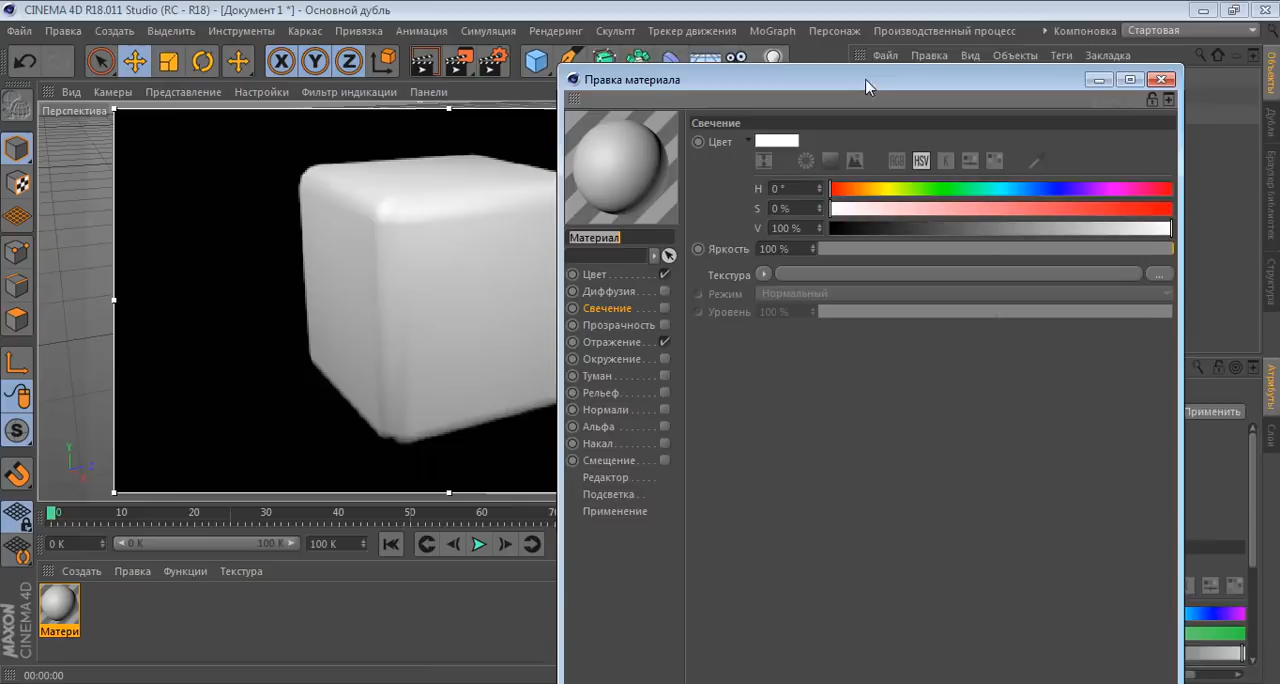 CINEMA 4D R18.011 Studio (RC - R18) - [Документ 1 *] - Основной дубль
Файл Правка Создать Выделить Инструменты Каркас Привязка Анимация Симуляция Рендеринг Скульпт Трекер движения MoGraph Персонаж Производственный процесс Компоновка Стартовая
X Y Z Файл Правка Вид Объекты Теги Закладка
Вид Камеры Представление Настройки Фильтр индикации Панели
Перспектива
Правка материала
Свечение
Цвет
RGB HSV K
H 0 °
S 0 %
V 100 %
Яркость 100 %
Текстура ...
Режим Нормальный
Уровень 100 %
Материал
Цвет
Диффузия
Свечение
Прозрачность
Отражение
Окружение
Туман
Рельеф
Нормали
Альфа
Накал
Смещение
Редактор
Подсветка
Применение
Объекты
Дубли
Браузер библиотек
Структура
Атрибуты
Слои
Применить
Y
Z
X
S
0 10 20 30 40 50 60 70
0 K 0 K 100 K 100 K
Создать Правка Функции Текстура
Матери
MAXON
CINEMA 4D
00:00:00